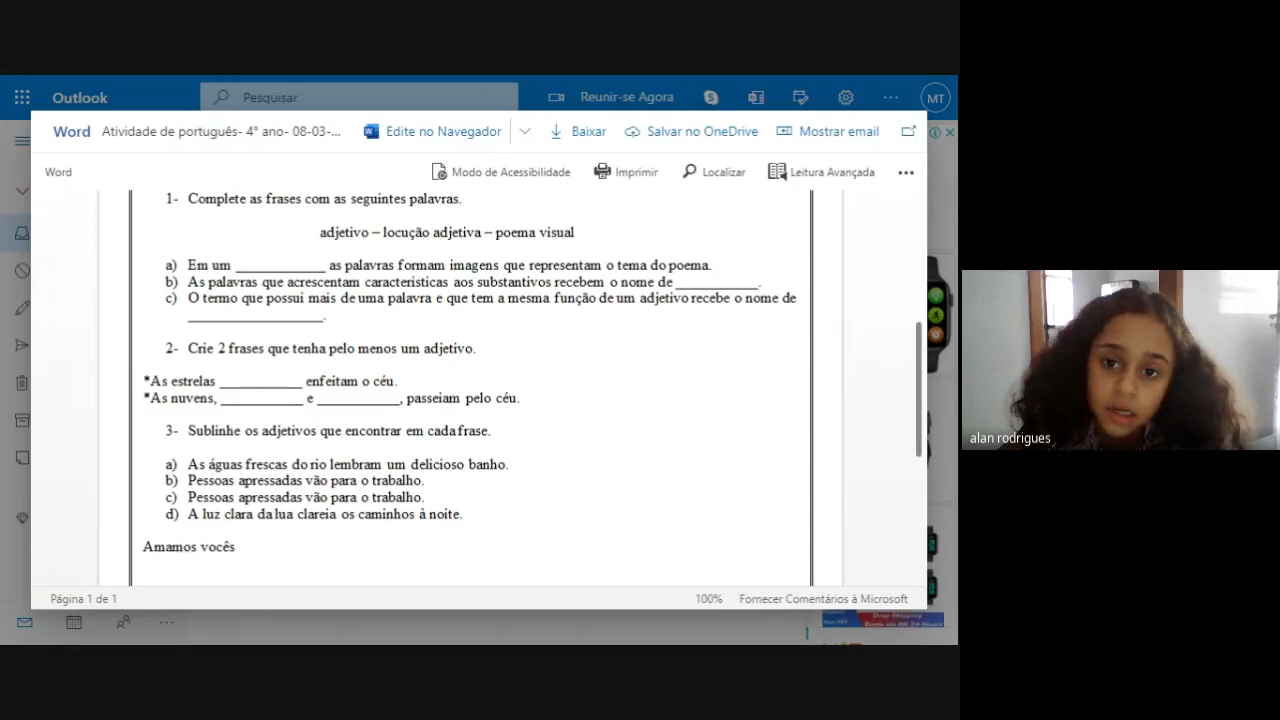 Outlook
Pesquisar
Reunir-se Agora
MT
Word
Atividade de português- 4° ano- 08-03-...
Edite no Navegador
Baixar
Salvar no OneDrive
Mostrar email
Word
Modo de Acessibilidade
Imprimir
Localizar
Leitura Avançada
1- Complete as frases com as seguintes palavras.
adjetivo – locução adjetiva – poema visual
a) Em um ____________ as palavras formam imagens que representam o tema do poema.
b) As palavras que acrescentam caracteristicas aos substantivos recebem o nome de ___________.
c) O termo que possui mais de uma palavra e que tem a mesma função de um adjetivo recebe o nome de
__________________.
2- Crie 2 frases que tenha pelo menos um adjetivo.
*As estrelas ___________ enfeitam o céu.
*As nuvens, ___________ e ___________, passeiam pelo céu.
3- Sublinhe os adjetivos que encontrar em cada frase.
a) As águas frescas do rio lembram um delicioso banho.
b) Pessoas apressadas vão para o trabalho.
c) Pessoas apressadas vão para o trabalho.
d) A luz clara da lua clareia os caminhos à noite.
Amamos vocês
Página 1 de 1
100%
Fornecer Comentários à Microsoft
alan rodrigues